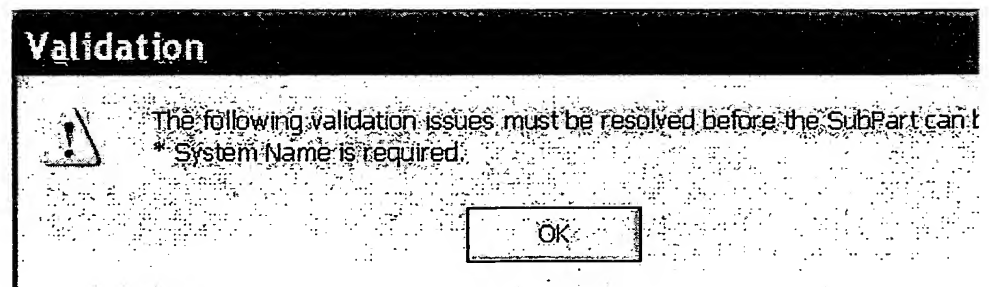 Validation
The following validation issues must be resolved before the SubPart can
* System Name is required.
OK